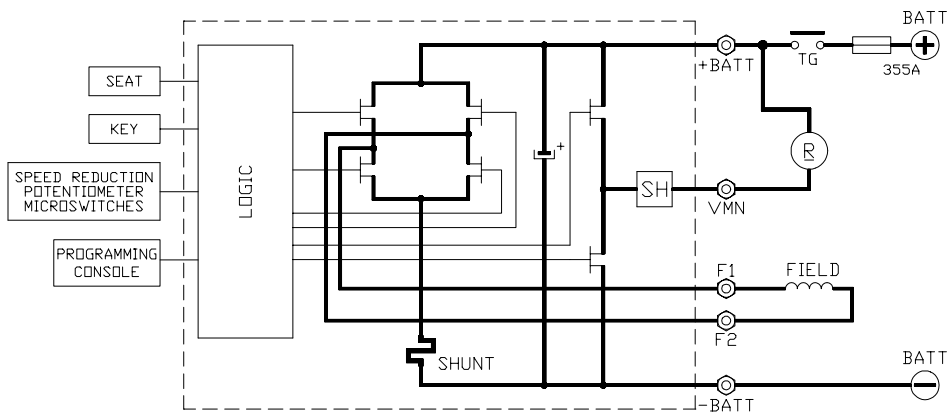 BATT
+
+BATT
TG
355A
SEAT
KEY
SPEED REDUCTION
POTENTIOMETER
MICROSWITCHES
PROGRAMMING
CONSOLE
LOGIC
+
R
SH
VMN
F1
FIELD
F2
SHUNT
BATT
-BATT
−